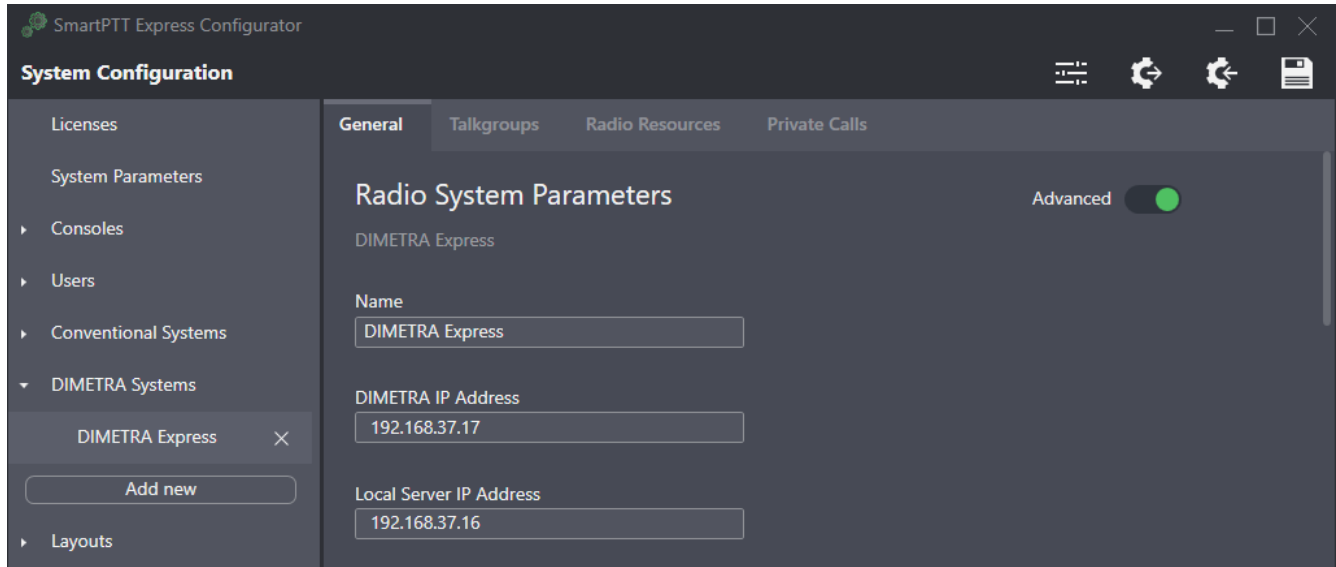 SmartPTT Express Configurator
System Configuration
Licenses
System Parameters
Consoles
Users
Conventional Systems
DIMETRA Systems
DIMETRA Express
Add new
Layouts
General
Talkgroups
Radio Resources
Private Calls
Radio System Parameters
Advanced
DIMETRA Express
Name
DIMETRA Express
DIMETRA IP Address
192.168.37.17
Local Server IP Address
192.168.37.16